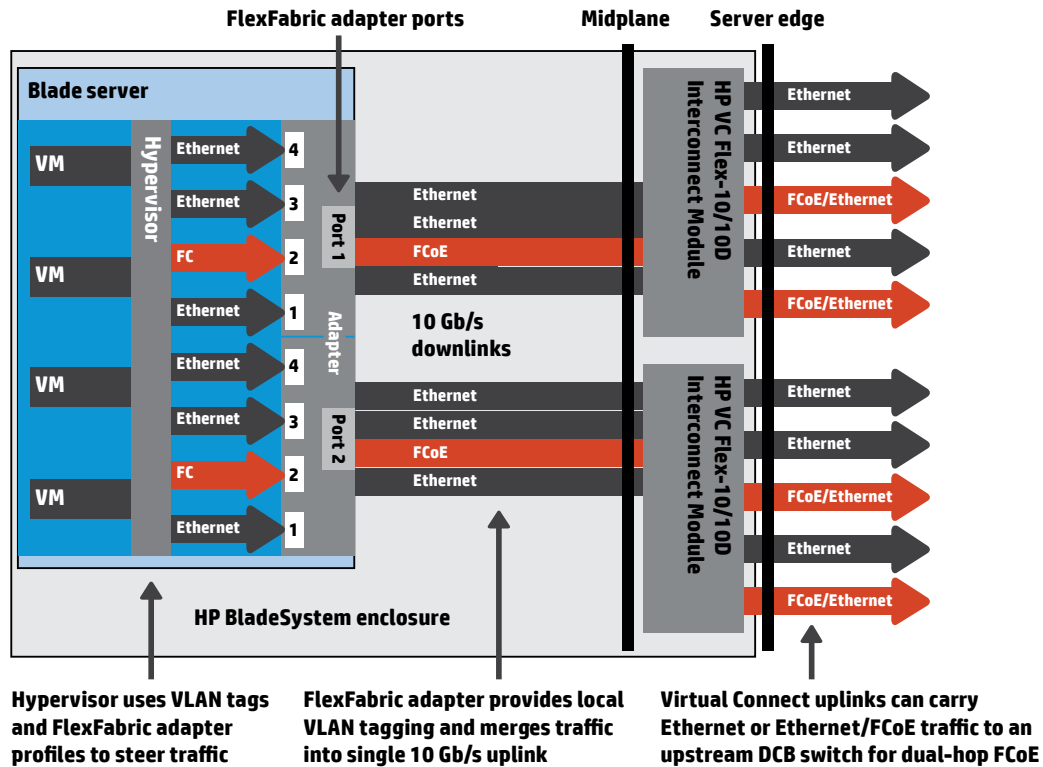 FlexFabric adapter ports
Midplane
Server edge
Blade server
VM
VM
VM
VM
Hypervisor
Ethernet
Ethernet
FC
Ethernet
Ethernet
Ethernet
FC
Ethernet
4
3
2
1
4
3
2
1
Port 1
Adapter
Port 2
Ethernet
Ethernet
FCoE
Ethernet
10 Gb/s
downlinks
Ethernet
Ethernet
FCoE
Ethernet
HP VC Flex-10/10D
Interconnect Module
HP VC Flex-10/10D
Interconnect Module
Ethernet
Ethernet
FCoE/Ethernet
Ethernet
FCoE/Ethernet
Ethernet
Ethernet
FCoE/Ethernet
Ethernet
FCoE/Ethernet
HP BladeSystem enclosure
Hypervisor uses VLAN tags
and FlexFabric adapter
profiles to steer traffic
FlexFabric adapter provides local
VLAN tagging and merges traffic
into single 10 Gb/s uplink
Virtual Connect uplinks can carry
Ethernet or Ethernet/FCoE traffic to an
upstream DCB switch for dual-hop FCoE